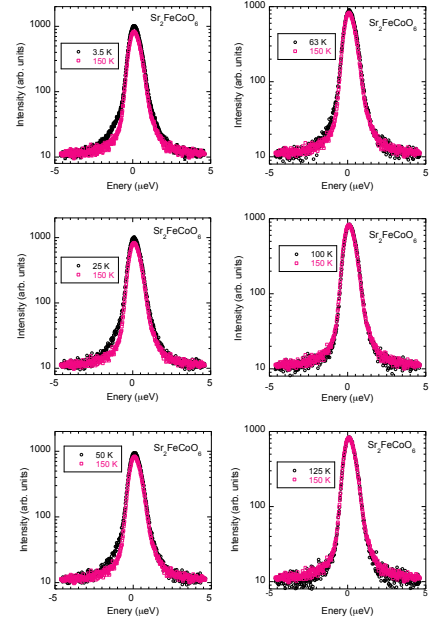 Sr2FeCoO6
3.5 K
150 K
1000
100
10
Intensity (arb. units)
-5
0
5
Enery (μeV)
Sr2FeCoO6
63 K
150 K
1000
100
10
Intensity (arb. units)
-5
0
5
Enery (μeV)
Sr2FeCoO6
25 K
150 K
1000
100
10
Intensity (arb. units)
-5
0
5
Enery (μeV)
Sr2FeCoO6
100 K
150 K
1000
100
10
Intensity (arb. units)
-5
0
5
Enery (μeV)
Sr2FeCoO6
50 K
150 K
1000
100
10
Intensity (arb. units)
-5
0
5
Enery (μeV)
Sr2FeCoO6
125 K
150 K
1000
100
10
Intensity (arb. units)
-5
0
5
Enery (μeV)